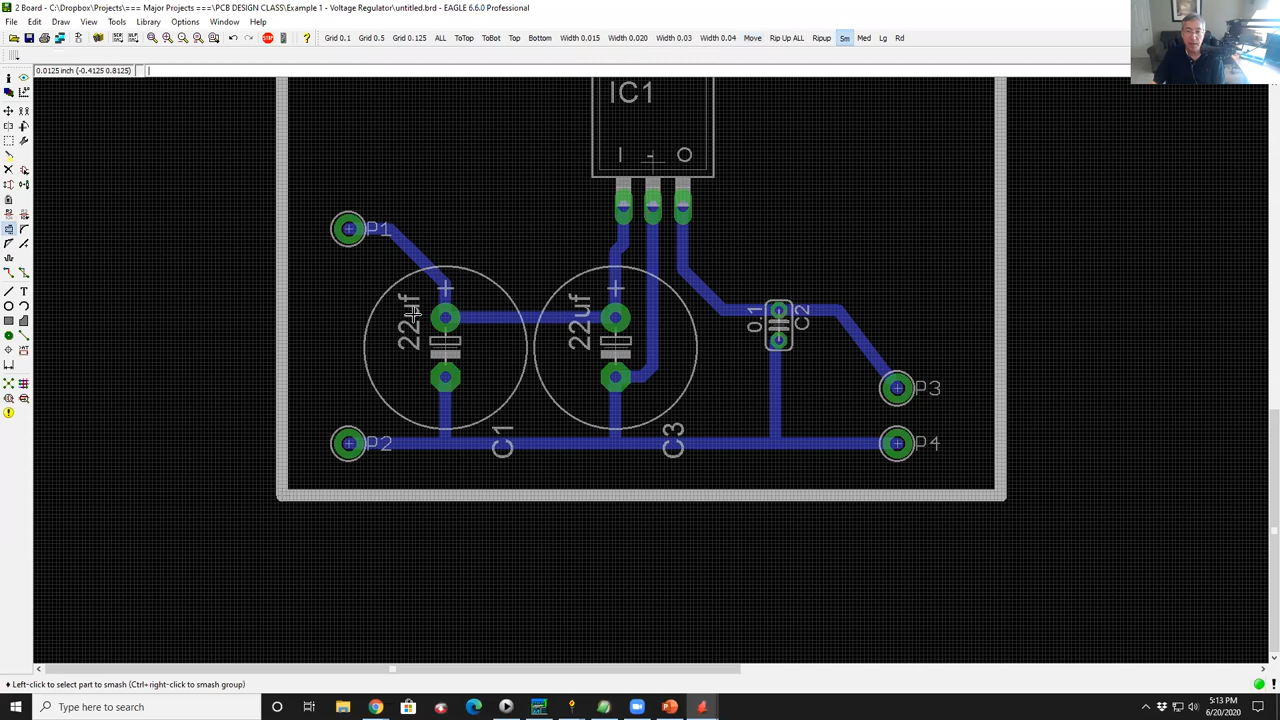 2 Board - C:\Dropbox\Projects\=== Major Projects ===\PCB DESIGN CLASS\Example 1 - Voltage Regulator\untitled.brd - EAGLE 6.6.0 Professional
File Edit Draw View Tools Library Options Window Help
Grid 0.1 Grid 0.5 Grid 0.125 ALL ToTop ToBot Top Bottom Width 0.015 Width 0.020 Width 0.03 Width 0.04 Move Rip Up ALL Ripup Sm Med Lg Rd
0.0125 inch (-0.4125 0.8125)
IC1
I - O
P1
22uf
22uf
0.1
C2
P3
P2
C1
C3
P4
Left-click to select part to smash (Ctrl+right-click to smash group)
Type here to search
5:13 PM
6/20/2020